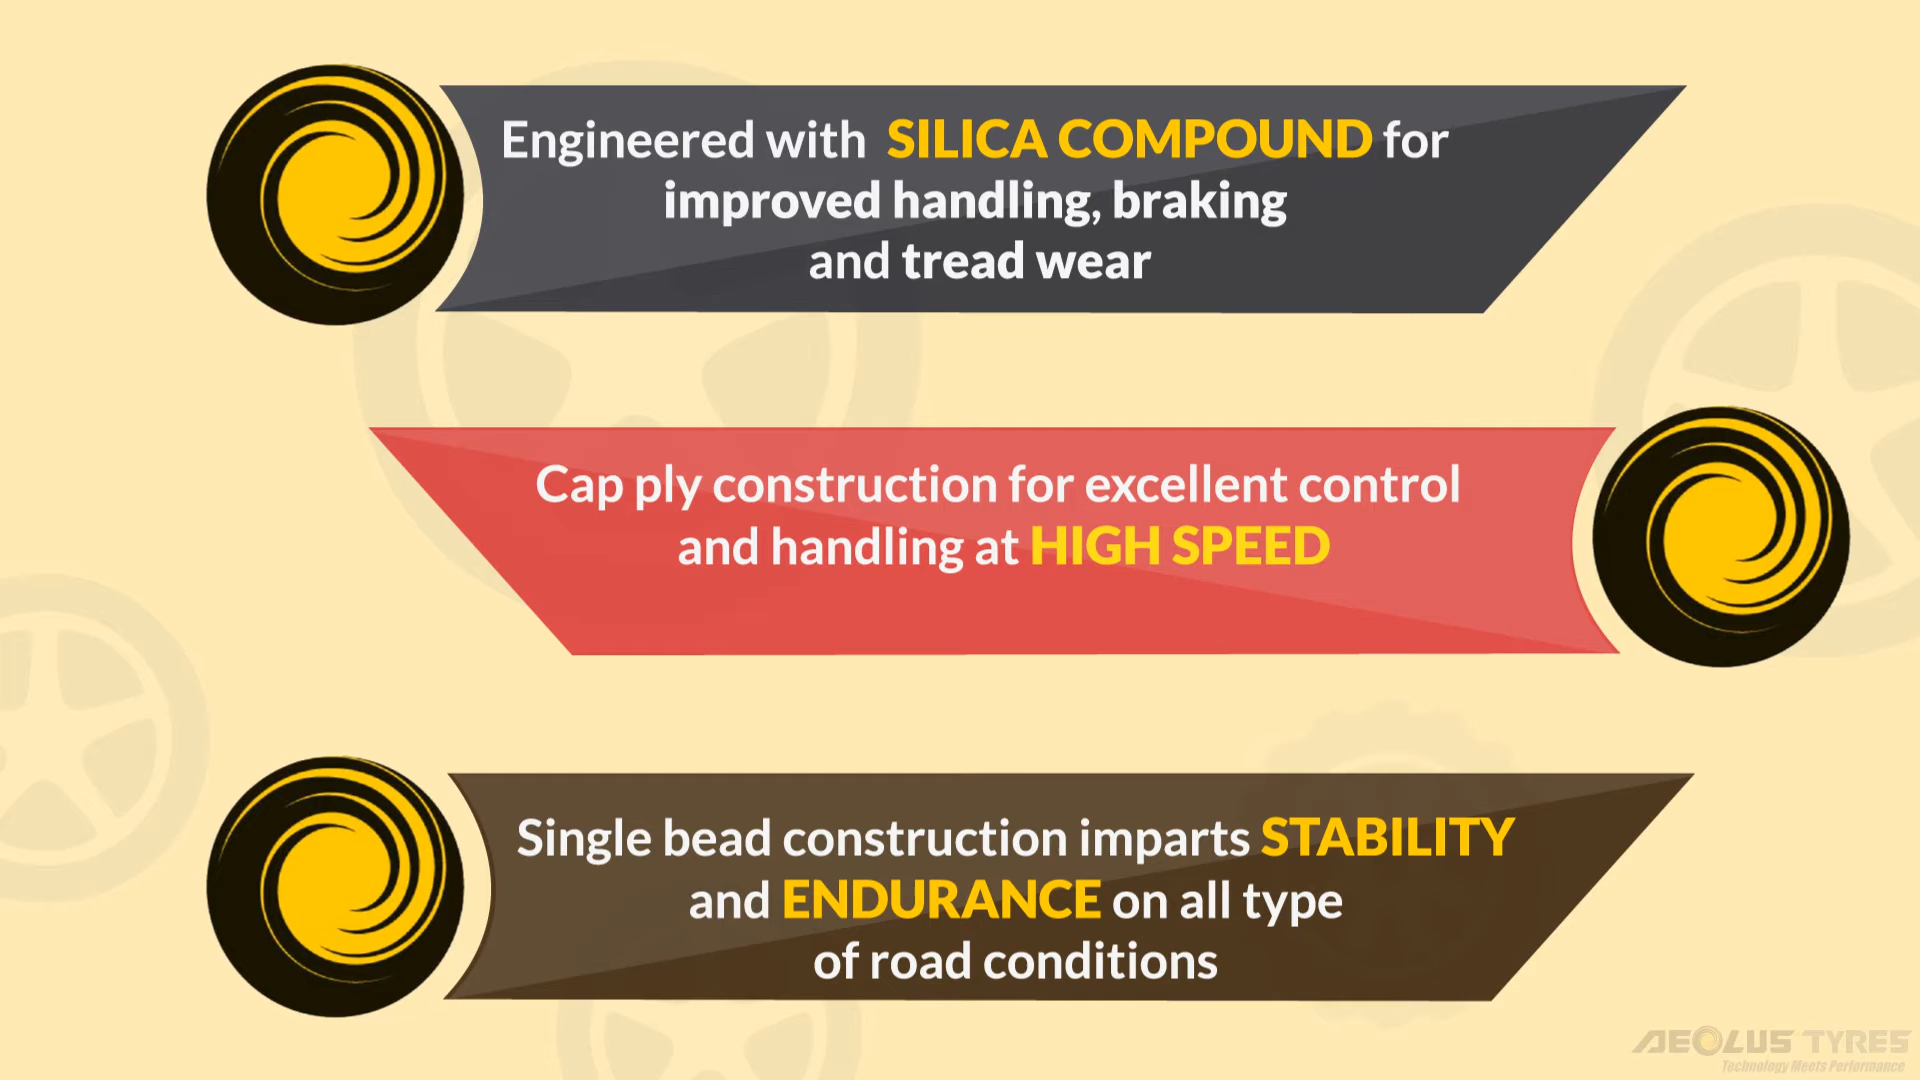 Engineered with SILICA COMPOUND for
improved handling, braking
and tread wear
Cap ply construction for excellent control
and handling at HIGH SPEED
Single bead construction imparts STABILITY
and ENDURANCE on all type
of road conditions
AEOLUS TYRES
Technology Meets Performance